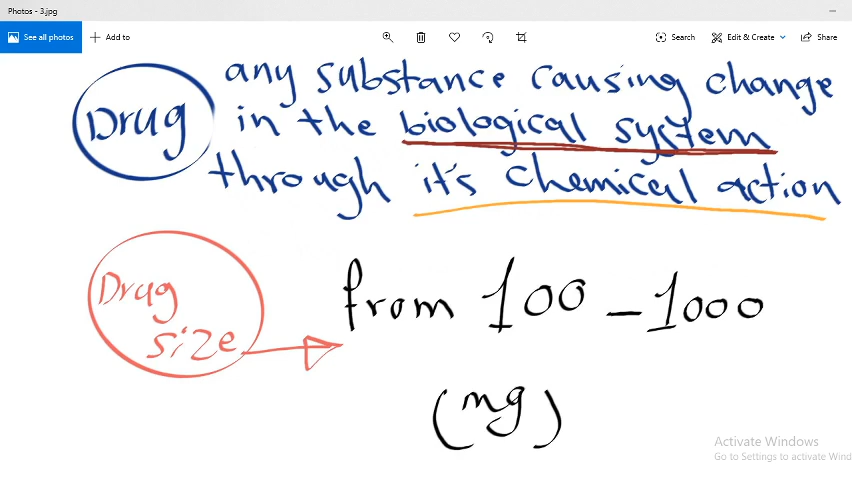 Photos - 3.jpg
See all photos
Add to
Search
Edit & Create
Share
Drug
any substance causing change
in the biological system
through it's chemical action
Drug
size
from 100 - 1000
(mg)
Activate Windows
Go to Settings to activate Wind